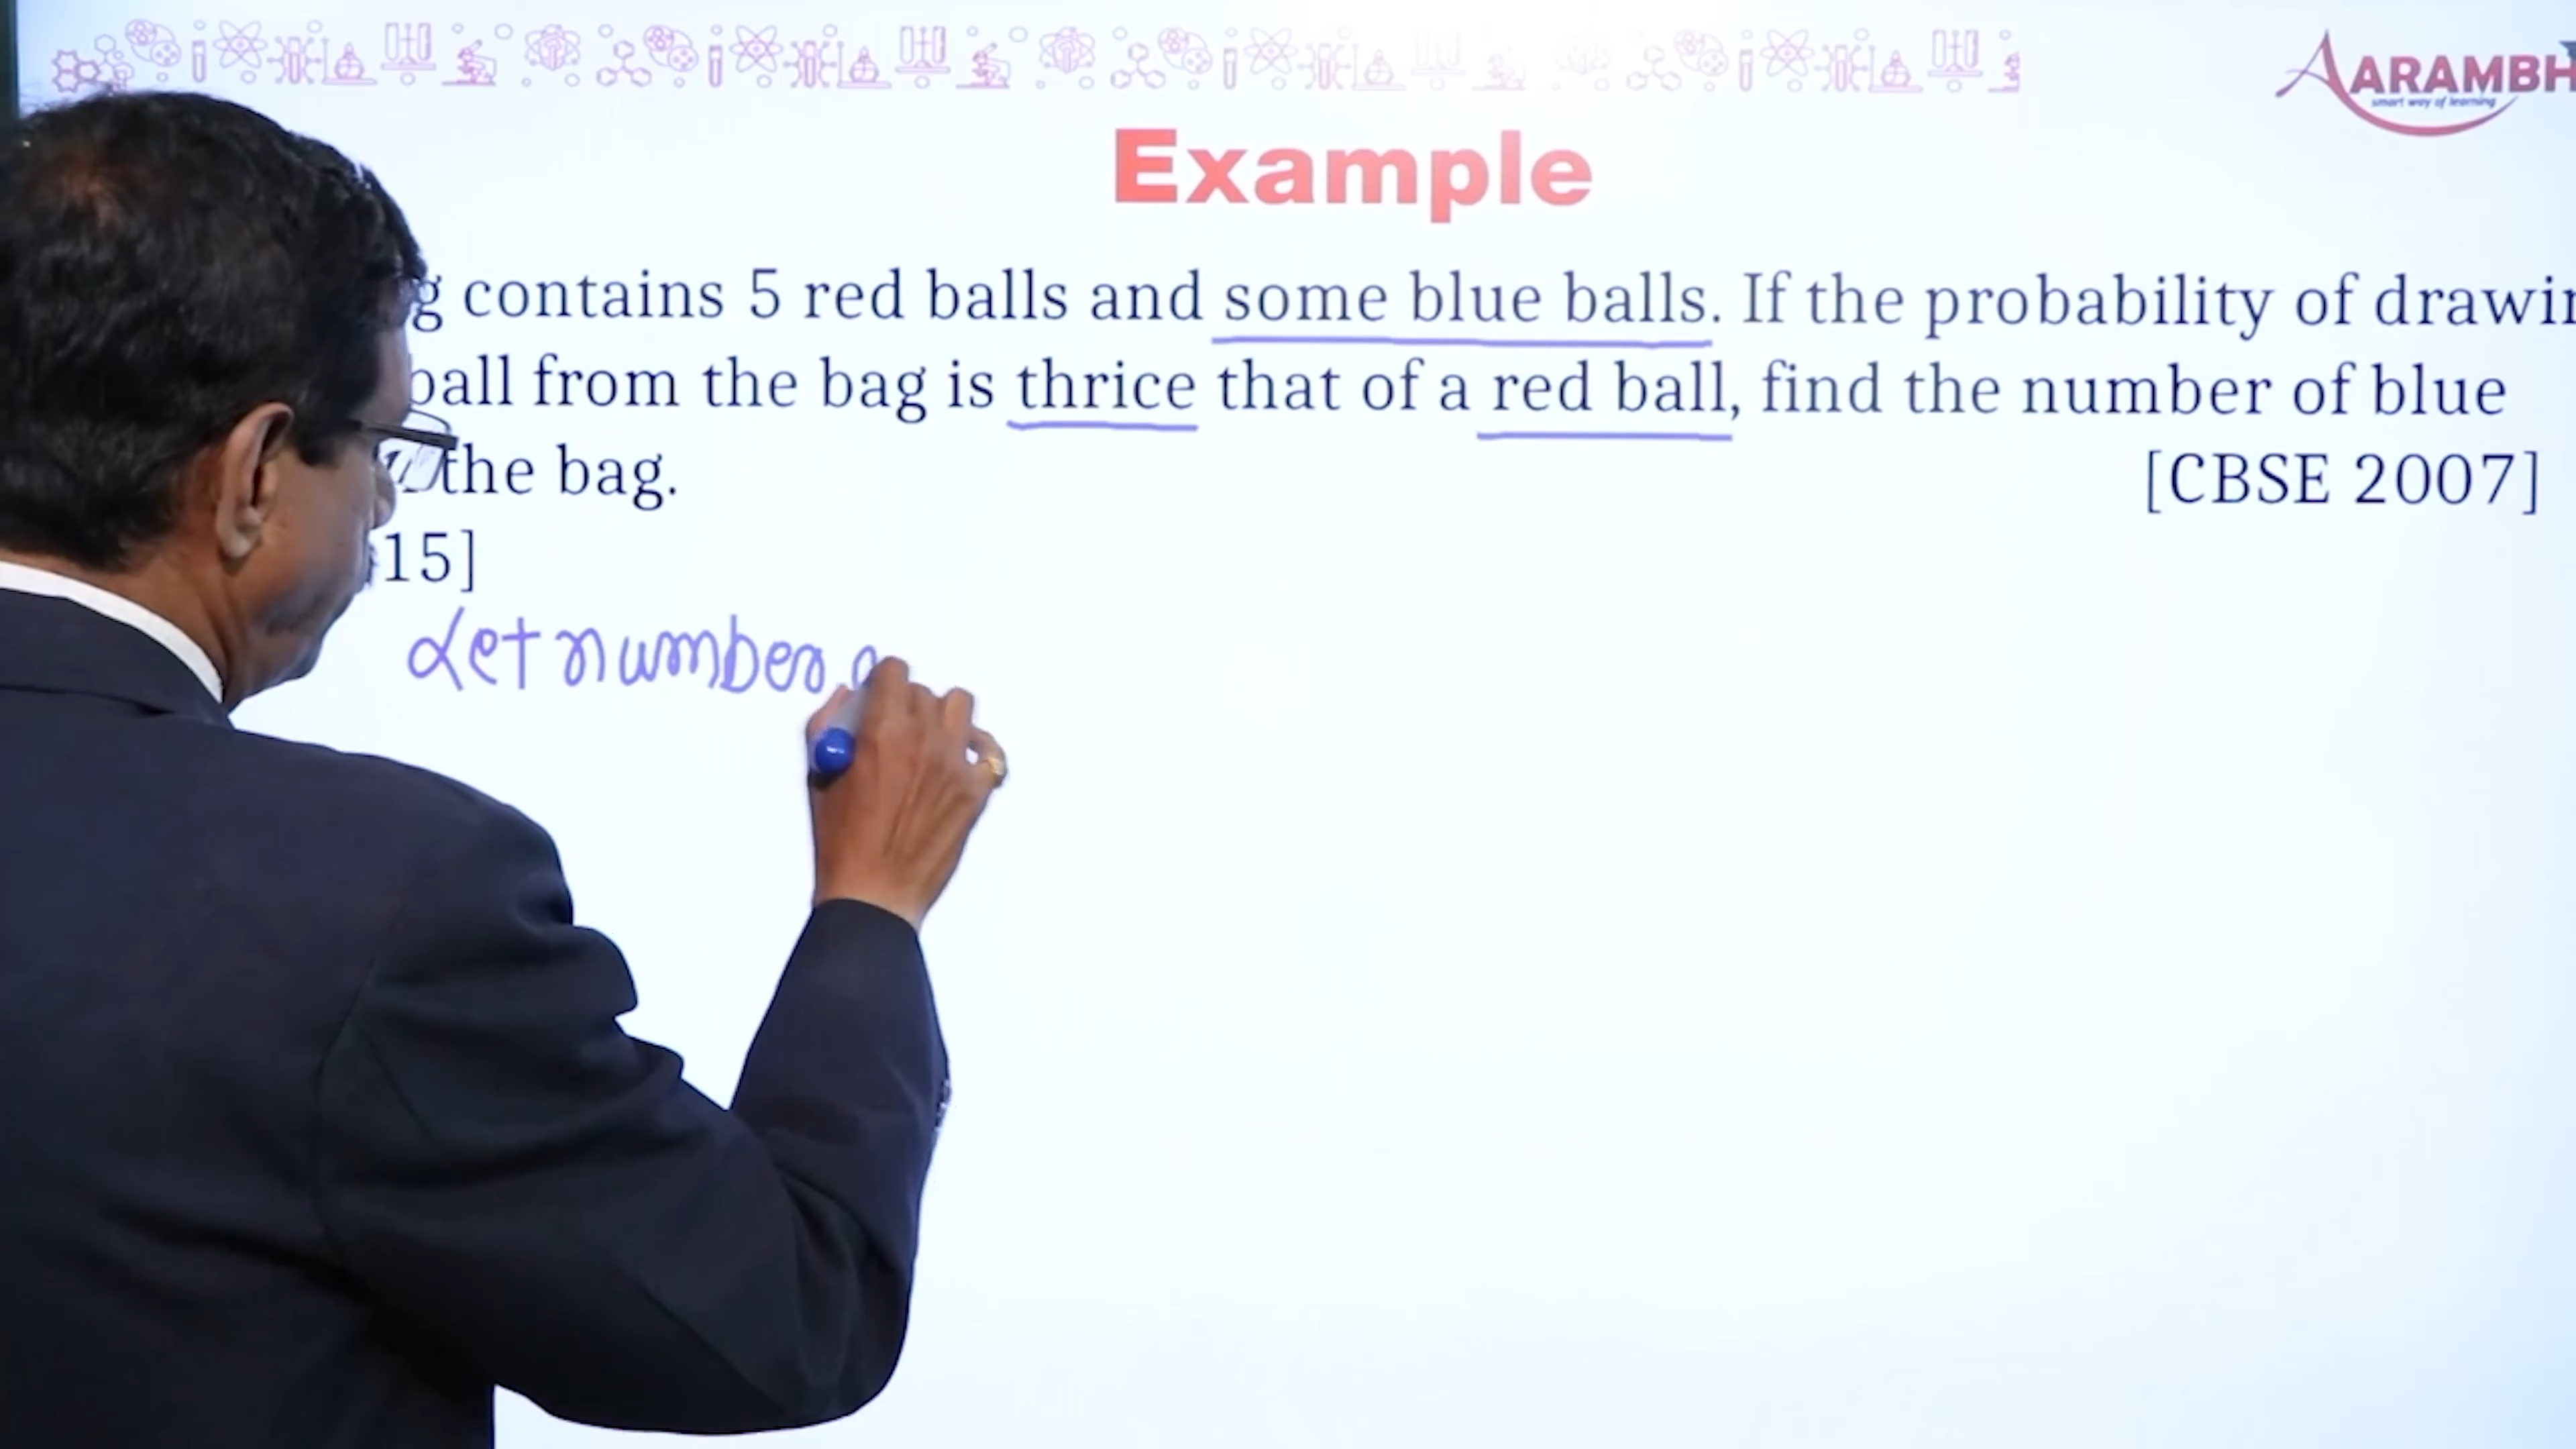 AARAMBH
smart way of learning
Example
contains 5 red balls and some blue balls. If the probability of
ball from the bag is thrice that of a red ball, find the number of blue
the bag.
[CBSE 2007]
15]
Let number